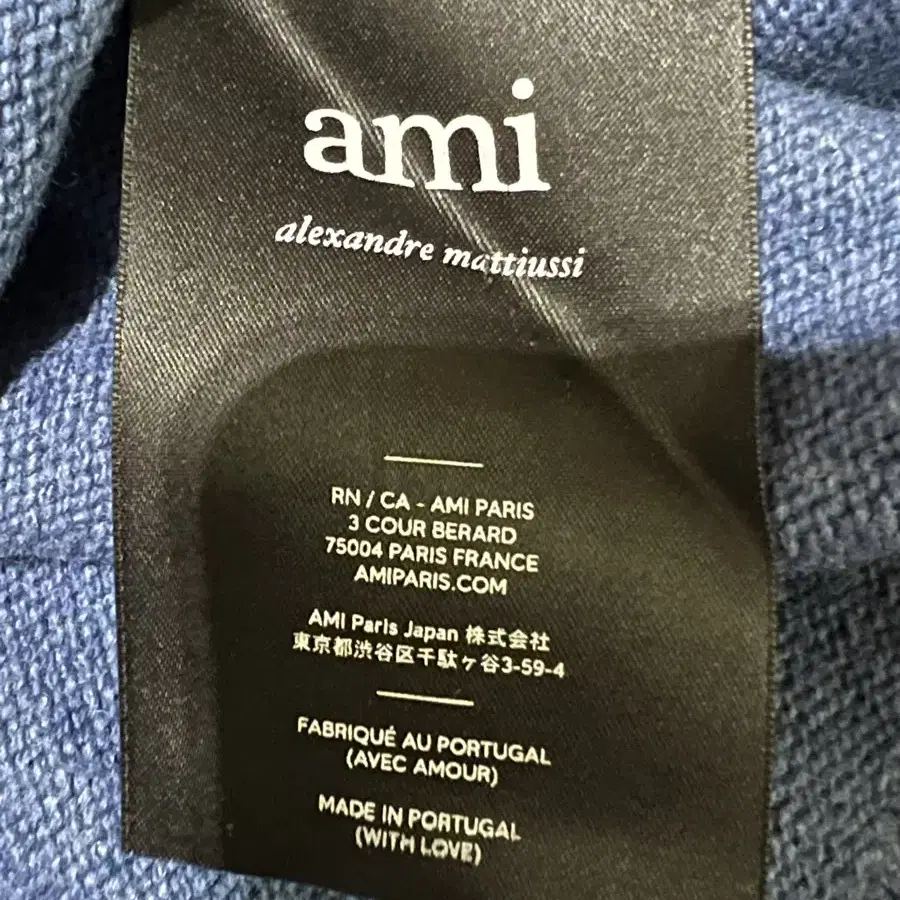 ami
alexandre mattiussi
RN / CA - AMI PARIS
3 COUR BERARD
75004 PARIS FRANCE
AMIPARIS.COM
AMI Paris Japan 株式会社
東京都渋谷区千駄ヶ谷3-59-4
FABRIQUÉ AU PORTUGAL
(AVEC AMOUR)
MADE IN PORTUGAL
(WITH LOVE)